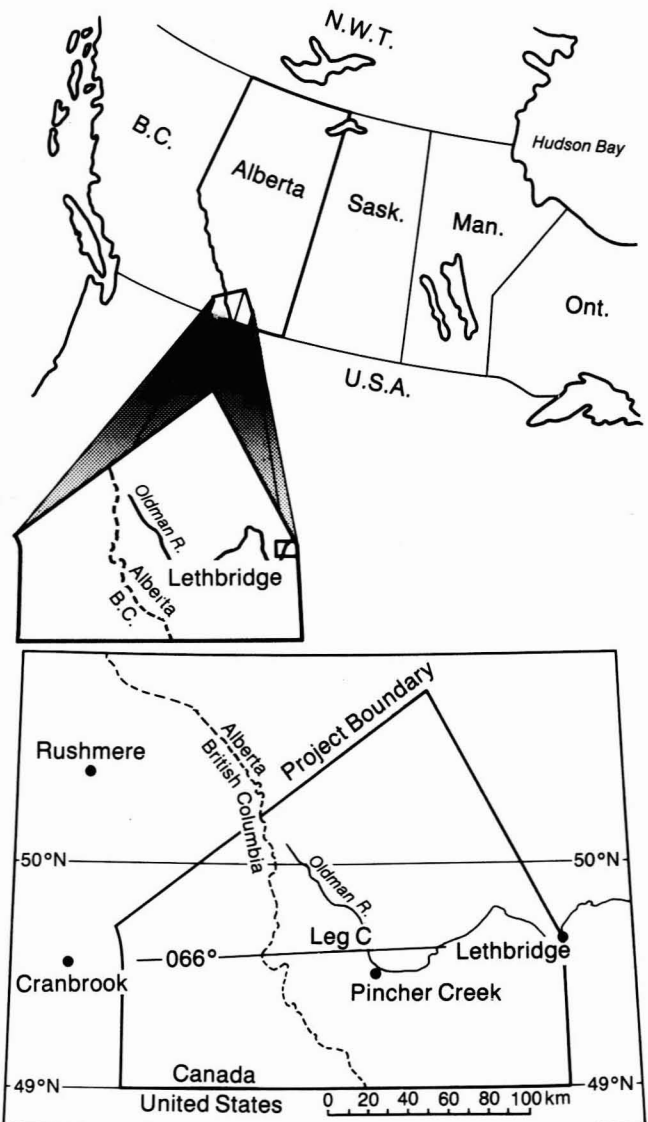 N.W.T.
B.C.
Alberta
Hudson Bay
Sask.
Man.
Ont.
U.S.A.
Oldman R.
Lethbridge
Alberta
B.C.
Project Boundary
Alberta
British Columbia
Rushmere
50°N
50°N
Oldman R.
Leg C
066°
Lethbridge
Cranbrook
Pincher Creek
Canada
49°N
49°N
United States
0 20 40 60 80 100 km